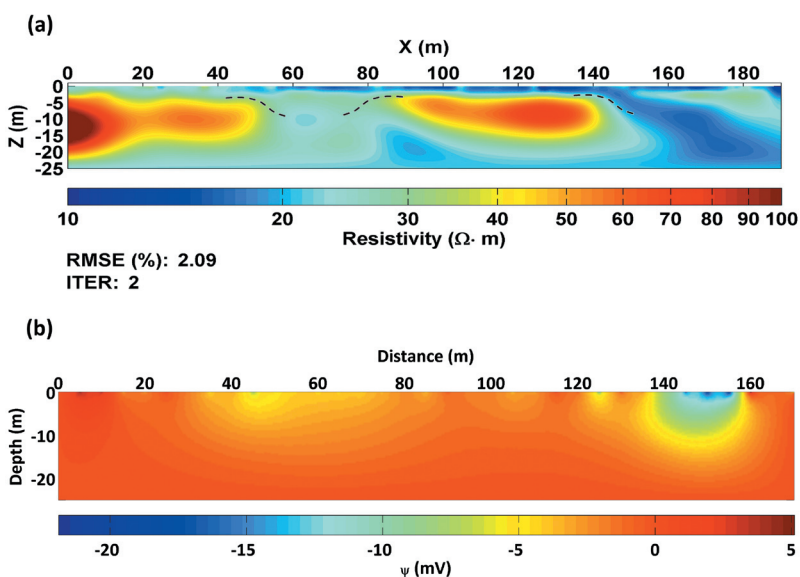 (a)
X (m)
0 20 40 60 80 100 120 140 160 180
Z (m)
0
-5
-10
-15
-20
-25
10 20 30 40 50 60 70 80 90 100
Resistivity (Ω· m)
RMSE (%): 2.09
ITER: 2
(b)
Distance (m)
0 20 40 60 80 100 120 140 160
Depth (m)
0
-10
-20
-20 -15 -10 -5 0 5
ψ (mV)